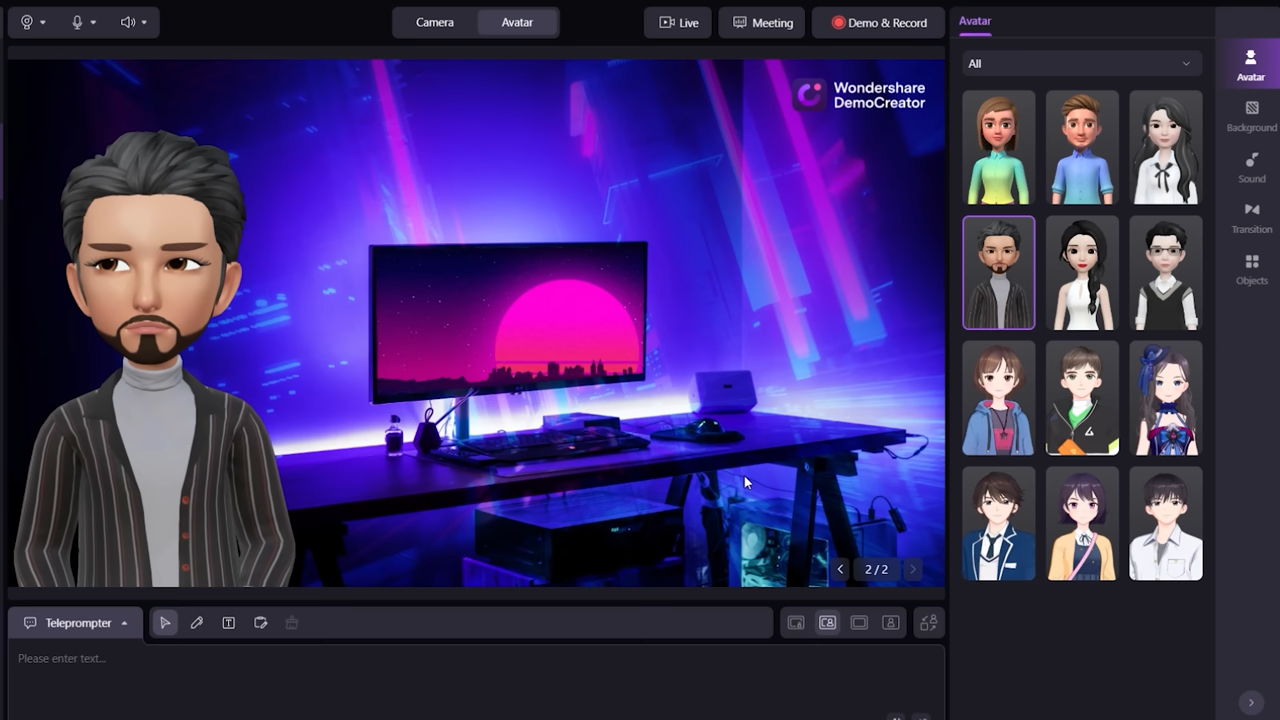 Camera
Avatar
Live
Meeting
Demo & Record
Avatar
All
Wondershare
DemoCreator
Avatar
Background
Sound
Transition
Objects
2/2
Teleprompter
Please enter text...